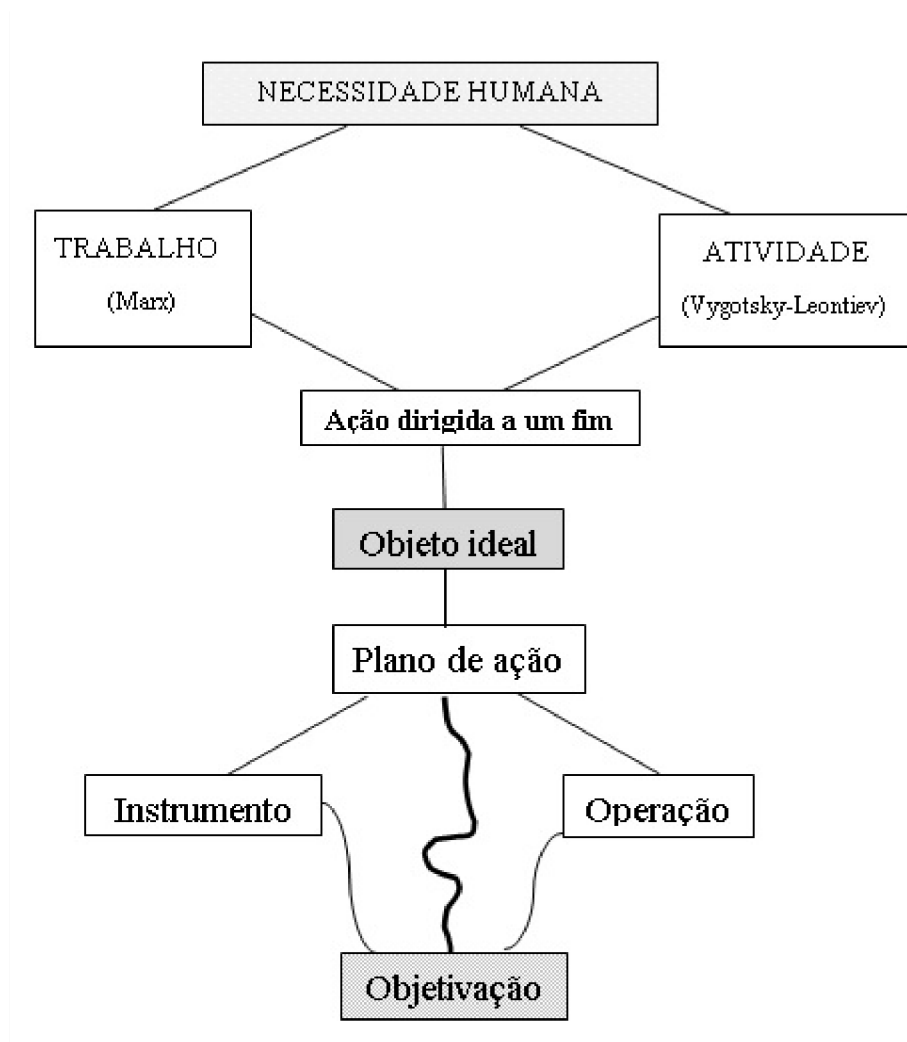 NECESSIDADE HUMANA
TRABALHO
(Marx)
ATIVIDADE
(Vygotsky-Leontiev)
Ação dirigida a um fim
Objeto ideal
Plano de ação
Instrumento
Operação
Objetivação